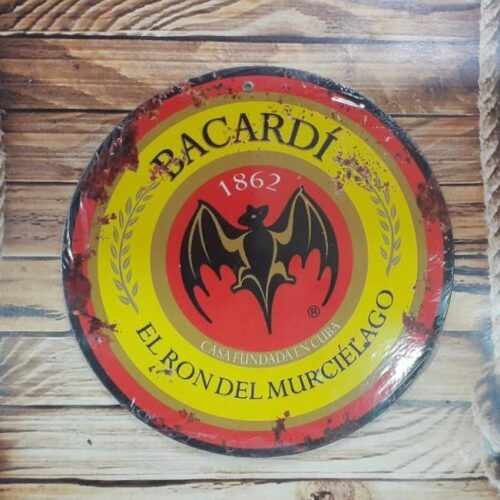 BACARDÍ
1862
®
CASA FUNDADA EN CUBA
EL RON DEL MURCIÉLAGO